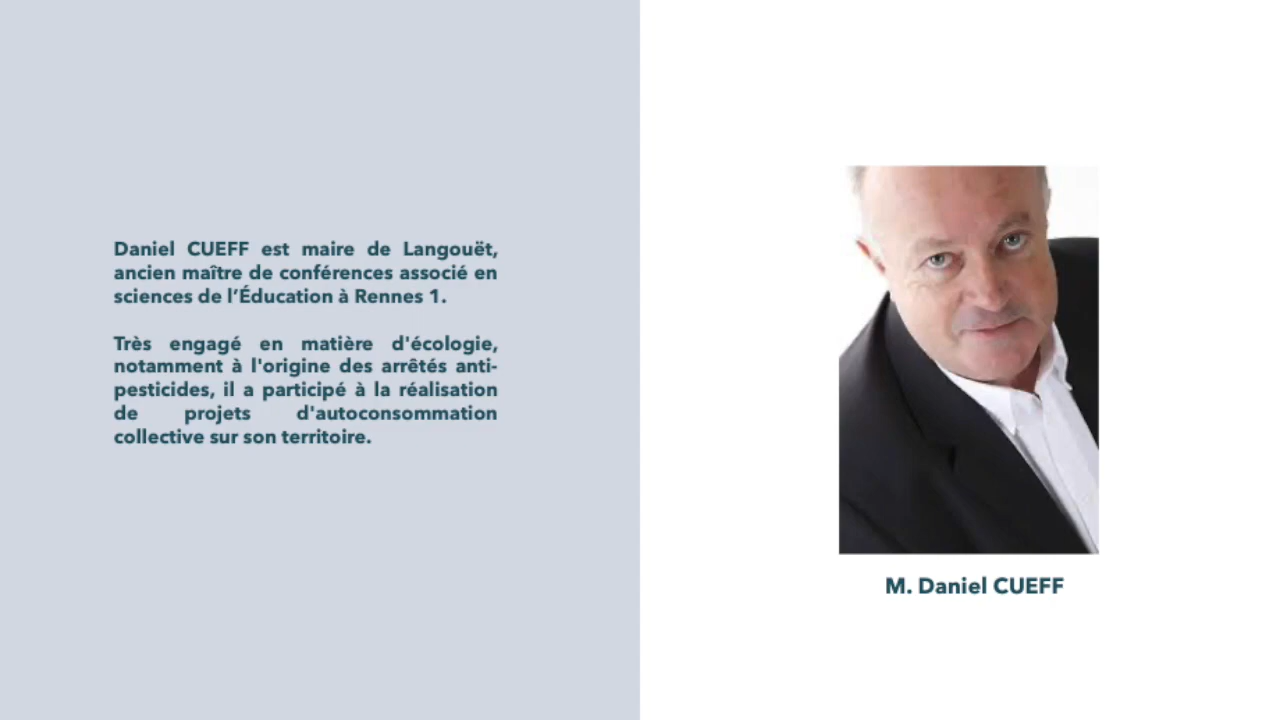 Daniel CUEFF est maire de Langouët,
ancien maître de conférences associé en
sciences de l’Éducation à Rennes 1.
Très engagé en matière d'écologie,
notamment à l'origine des arrêtés anti-
pesticides, il a participé à la réalisation
de projets d'autoconsommation
collective sur son territoire.
M. Daniel CUEFF